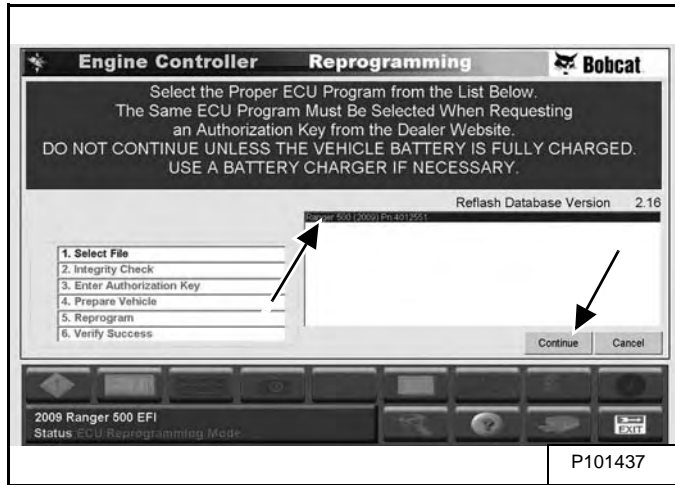 Engine Controller Reprogramming Bobcat
Select the Proper ECU Program from the List Below.
The Same ECU Program Must Be Selected When Requesting
an Authorization Key from the Dealer Website.
DO NOT CONTINUE UNLESS THE VEHICLE BATTERY IS FULLY CHARGED.
USE A BATTERY CHARGER IF NECESSARY.
Reflash Database Version 2.16
Ranger 500 (2009) Pn 4012551
1. Select File
2. Integrity Check
3. Enter Authorization Key
4. Prepare Vehicle
5. Reprogram
6. Verify Success
Continue Cancel
2009 Ranger 500 EFI
Status ECU Reprogramming Mode
EXIT
P101437